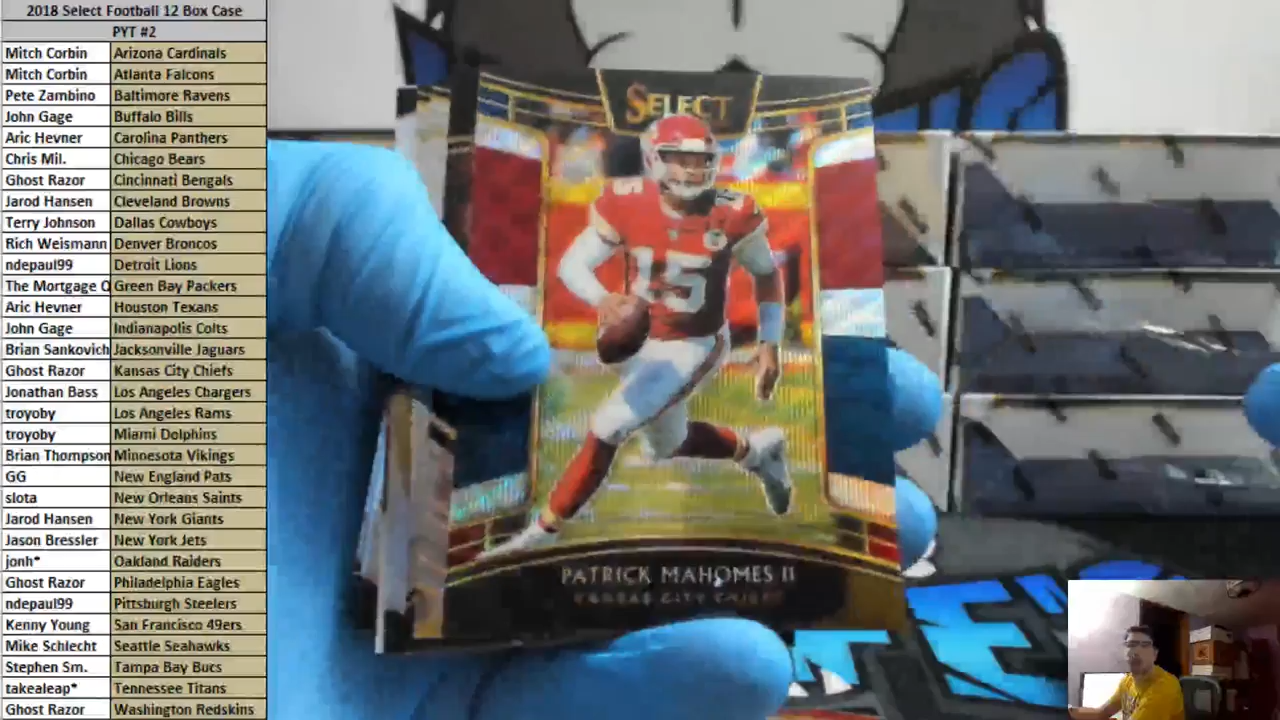 2018 Select Football 12 Box Case
PYT #2
Mitch Corbin Arizona Cardinals
Mitch Corbin Atlanta Falcons
Pete Zambino Baltimore Ravens
John Gage Buffalo Bills
Aric Hevner Carolina Panthers
Chris Mil. Chicago Bears
Ghost Razor Cincinnati Bengals
Jarod Hansen Cleveland Browns
Terry Johnson Dallas Cowboys
Rich Weismann Denver Broncos
ndepaul99 Detroit Lions
The Mortgage Q Green Bay Packers
Aric Hevner Houston Texans
John Gage Indianapolis Colts
Brian Sankovich Jacksonville Jaguars
Ghost Razor Kansas City Chiefs
Jonathan Bass Los Angeles Chargers
troyoby Los Angeles Rams
troyoby Miami Dolphins
Brian Thompson Minnesota Vikings
GG New England Pats
slota New Orleans Saints
Jarod Hansen New York Giants
Jason Bressler New York Jets
jonh* Oakland Raiders
Ghost Razor Philadelphia Eagles
ndepaul99 Pittsburgh Steelers
Kenny Young San Francisco 49ers
Mike Schlecht Seattle Seahawks
Stephen Sm. Tampa Bay Bucs
takealeap* Tennessee Titans
Ghost Razor Washington Redskins
SELECT
15
15
15
PATRICK MAHOMES II
KANSAS CITY CHIEFS